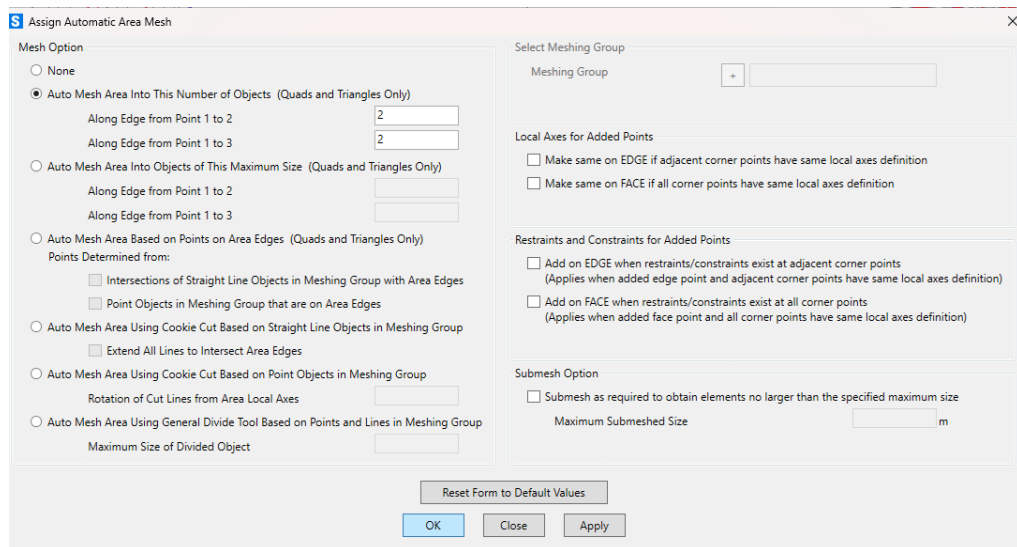 S Assign Automatic Area Mesh
Mesh Option
None
Auto Mesh Area Into This Number of Objects (Quads and Triangles Only)
Along Edge from Point 1 to 2
2
Along Edge from Point 1 to 3
2
Auto Mesh Area Into Objects of This Maximum Size (Quads and Triangles Only)
Along Edge from Point 1 to 2
Along Edge from Point 1 to 3
Auto Mesh Area Based on Points on Area Edges (Quads and Triangles Only)
Points Determined from:
Intersections of Straight Line Objects in Meshing Group with Area Edges
Point Objects in Meshing Group that are on Area Edges
Auto Mesh Area Using Cookie Cut Based on Straight Line Objects in Meshing Group
Extend All Lines to Intersect Area Edges
Auto Mesh Area Using Cookie Cut Based on Point Objects in Meshing Group
Rotation of Cut Lines from Area Local Axes
Auto Mesh Area Using General Divide Tool Based on Points and Lines in Meshing Group
Maximum Size of Divided Object
Select Meshing Group
Meshing Group
+
Local Axes for Added Points
Make same on EDGE if adjacent corner points have same local axes definition
Make same on FACE if all corner points have same local axes definition
Restraints and Constraints for Added Points
Add on EDGE when restraints/constraints exist at adjacent corner points
(Applies when added edge point and adjacent corner points have same local axes definition)
Add on FACE when restraints/constraints exist at all corner points
(Applies when added face point and all corner points have same local axes definition)
Submesh Option
Submesh as required to obtain elements no larger than the specified maximum size
Maximum Submeshed Size
m
Reset Form to Default Values
OK
Close
Apply